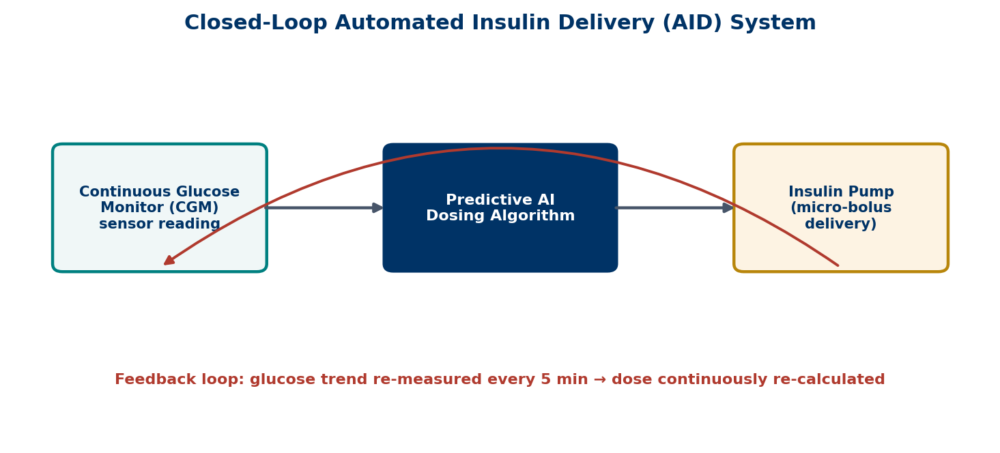 Closed-Loop Automated Insulin Delivery (AID) System
Continuous Glucose
Monitor (CGM)
sensor reading
Predictive AI
Dosing Algorithm
Insulin Pump
(micro-bolus
delivery)
Feedback loop: glucose trend re-measured every 5 min → dose continuously re-calculated